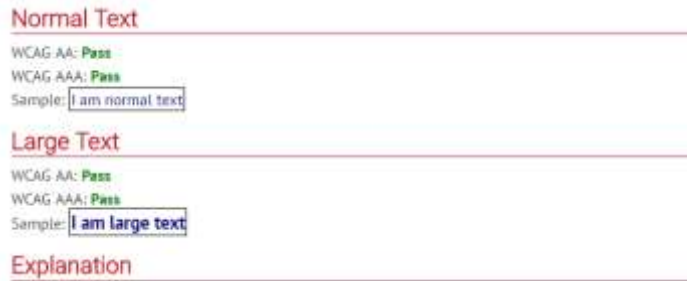 Normal Text
WCAG AA: Pass
WCAG AAA: Pass
Sample: I am normal text
Large Text
WCAG AA: Pass
WCAG AAA: Pass
Sample: I am large text
Explanation